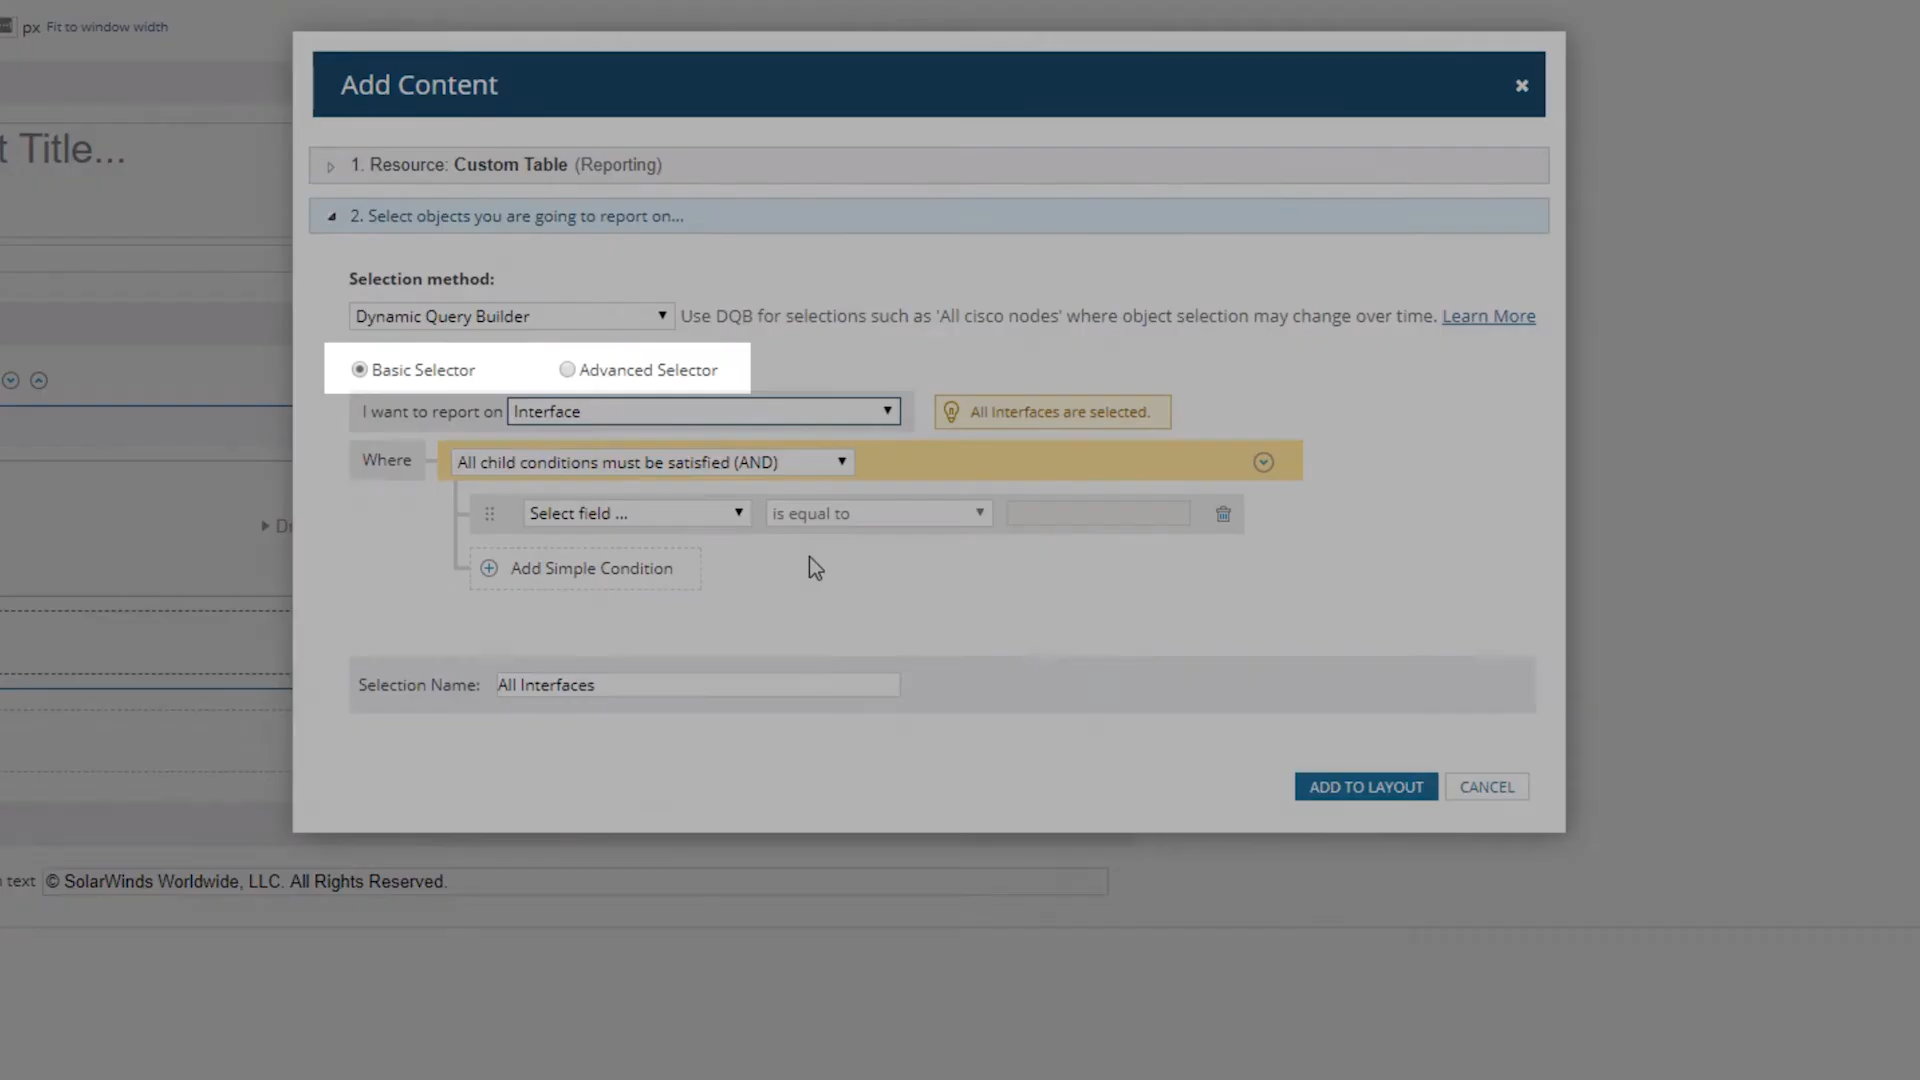 px Fit to window width
Add Content
t Title...
1. Resource: Custom Table (Reporting)
2. Select objects you are going to report on...
Selection method:
Dynamic Query Builder Use DQB for selections such as 'All cisco nodes' where object selection may change over time. Learn More
Basic Selector Advanced Selector
I want to report on Interface All Interfaces are selected.
Where All child conditions must be satisfied (AND)
Select field ... is equal to
Add Simple Condition
Selection Name: All Interfaces
ADD TO LAYOUT CANCEL
text © SolarWinds Worldwide, LLC. All Rights Reserved.